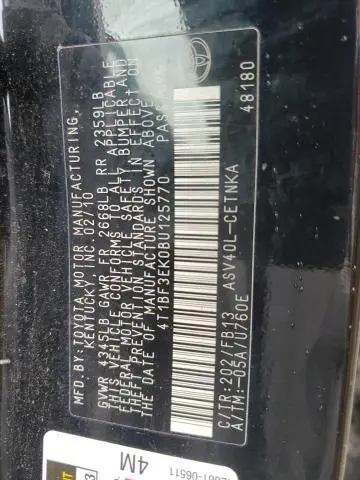 MFD. BY: TOYOTA MOTOR MANUFACTURING,
KENTUCKY, INC. 02/10
GVWR 4345LB GAWR FR 2668LB RR 2359LB
THIS VEHICLE CONFORMS TO ALL APPLICABLE
FEDERAL MOTOR VEHICLE SAFETY, BUMPER, AND
THEFT PREVENTION STANDARDS IN EFFECT ON
THE DATE OF MANUFACTURE SHOWN ABOVE.
4T1BF3EK0BU125770 PASS
C/TR:202/FB13 ASV40L-CETNKA
A/TM:-05A/U760E 48180
06511
4M